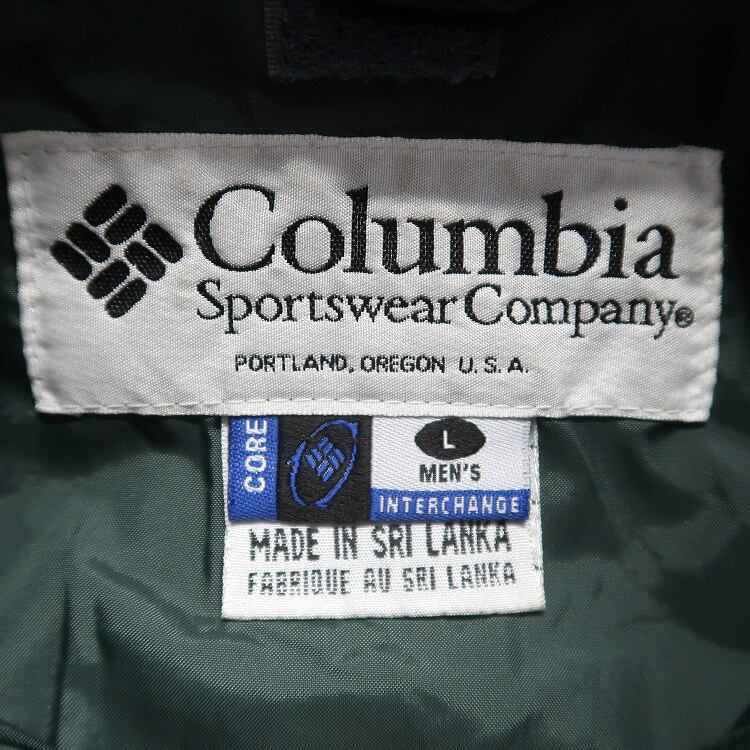 Columbia
Sportswear Company®
PORTLAND, OREGON U.S.A.
CORE
L
MEN'S
INTERCHANGE
MADE IN SRI LANKA
FABRIQUE AU SRI LANKA